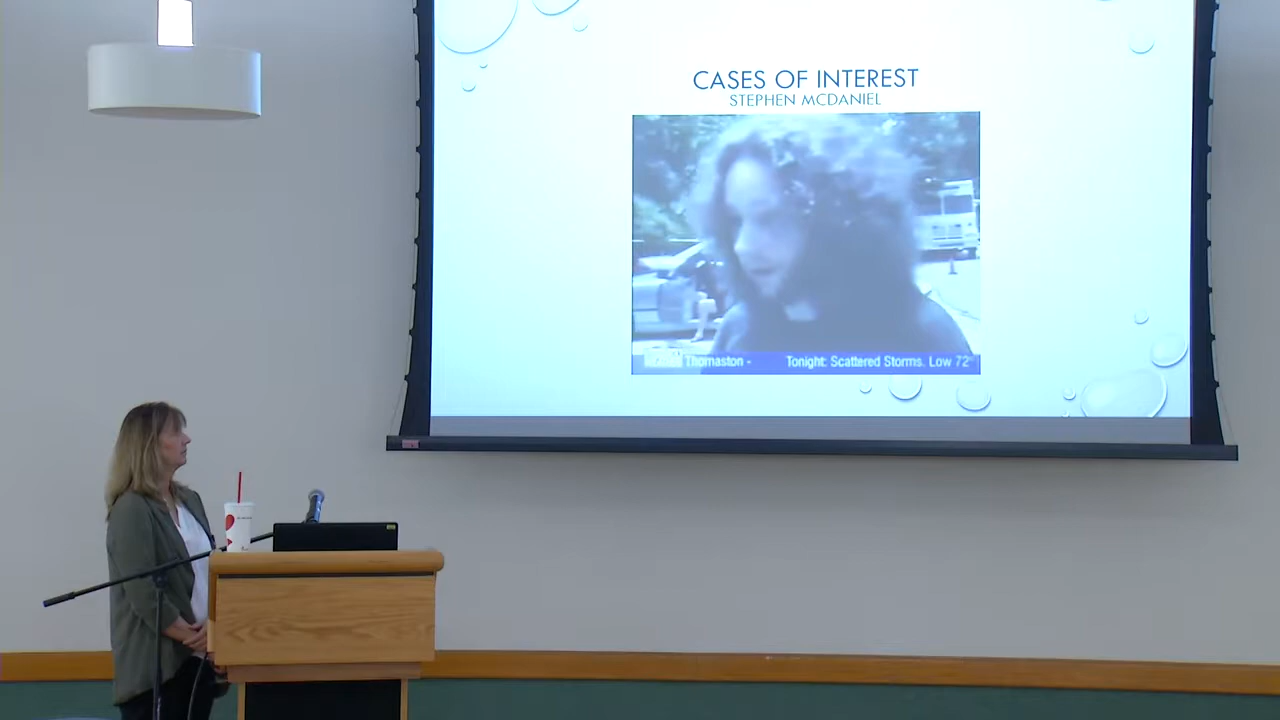 CASES OF INTEREST
STEPHEN MCDANIEL
Thomaston - Tonight: Scattered Storms. Low 72°